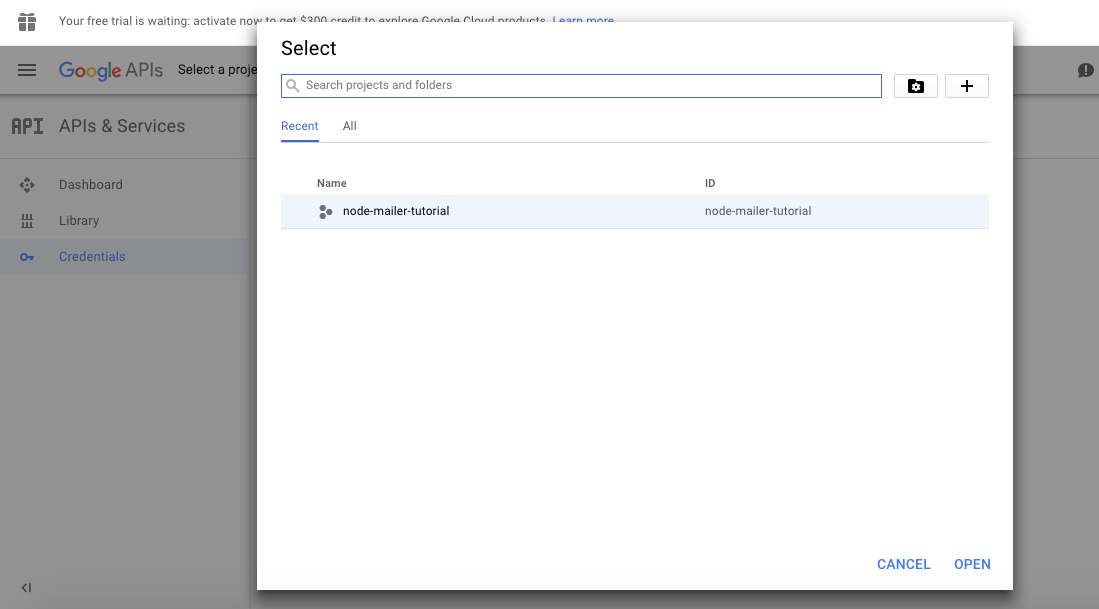 Your free trial is waiting: activate now to get $300 credit to explore Google Cloud products. Learn more
Select
Google APIs
Select a proje
Search projects and folders
API APIs & Services
Recent All
Dashboard
Name ID
node-mailer-tutorial node-mailer-tutorial
Library
Credentials
CANCEL OPEN